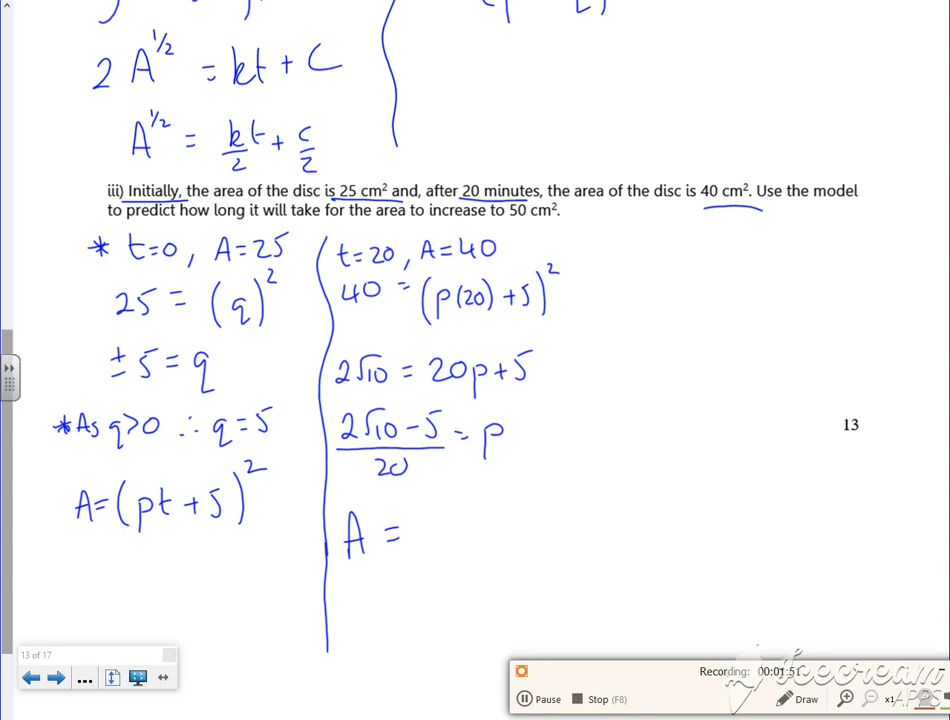 2A^{1/2} = kt + C
A^{1/2} = kt/2 + c/2
iii) Initially, the area of the disc is 25 cm² and, after 20 minutes, the area of the disc is 40 cm². Use the model
to predict how long it will take for the area to increase to 50 cm².
* t=0, A=25
25 = (q)²
±5 = q
*As q>0 ∴ q=5
A=(pt+5)²
t=20, A=40
40 = (p(20)+5)²
2√10 = 20p+5
(2√10-5)/20 = p
A =
13
13 of 17
...
Recording: 00:01:51
Pause
Stop (F8)
Draw
x1
Icecream
APPS